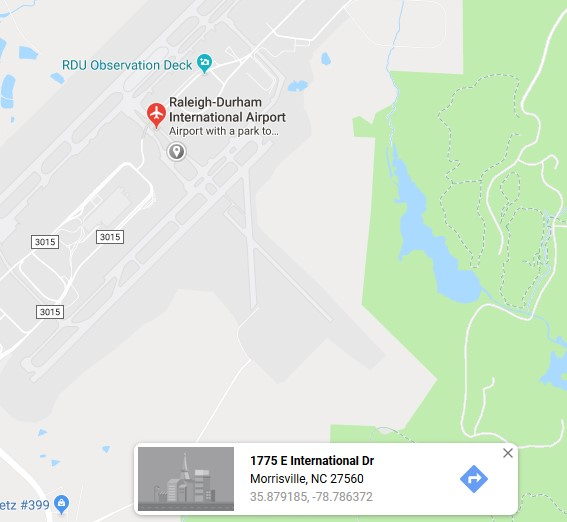 RDU Observation Deck
Raleigh-Durham
International Airport
Airport with a park to...
3015
3015
3015
1775 E International Dr
Morrisville, NC 27560
35.879185, -78.786372
etz #399